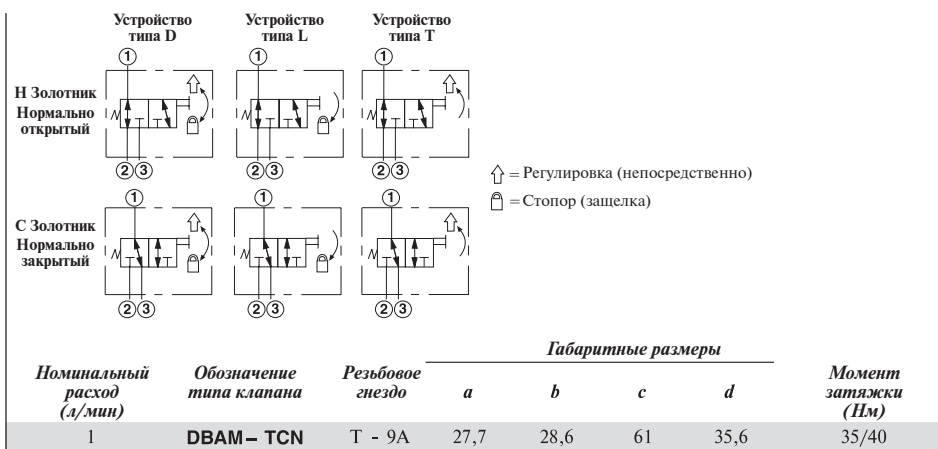 Устройство типа D
Устройство типа L
Устройство типа T
1 1 1
Н Золотник
Нормально
открытый
2 3 2 3 2 3
= Регулировка (непосредственно)
= Стопор (защелка)
1 1 1
С Золотник
Нормально
закрытый
2 3 2 3 2 3
Габаритные размеры
Номинальный расход (л/мин) Обозначение типа клапана Резьбовое гнездо a b c d Момент затяжки (Нм)
1 DBAM – TCN T - 9A 27,7 28,6 61 35,6 35/40